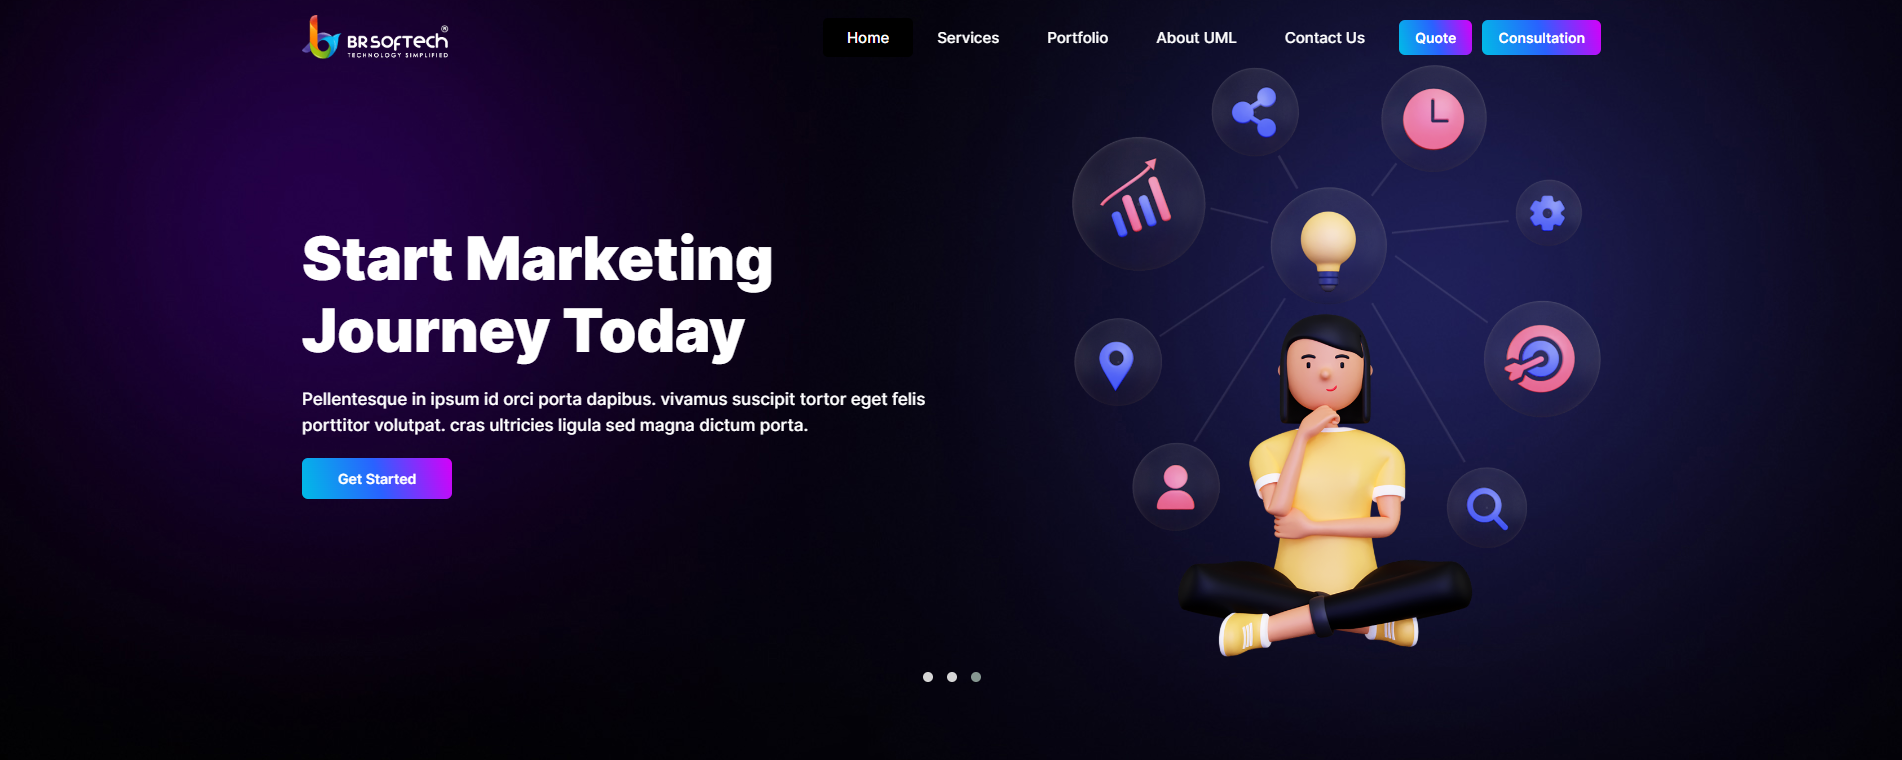 BR SOFTECH ®
TECHNOLOGY SIMPLIFIED
Home
Services
Portfolio
About UML
Contact Us
Quote
Consultation
Start Marketing
Journey Today
Pellentesque in ipsum id orci porta dapibus. vivamus suscipit tortor eget felis
porttitor volutpat. cras ultricies ligula sed magna dictum porta.
Get Started